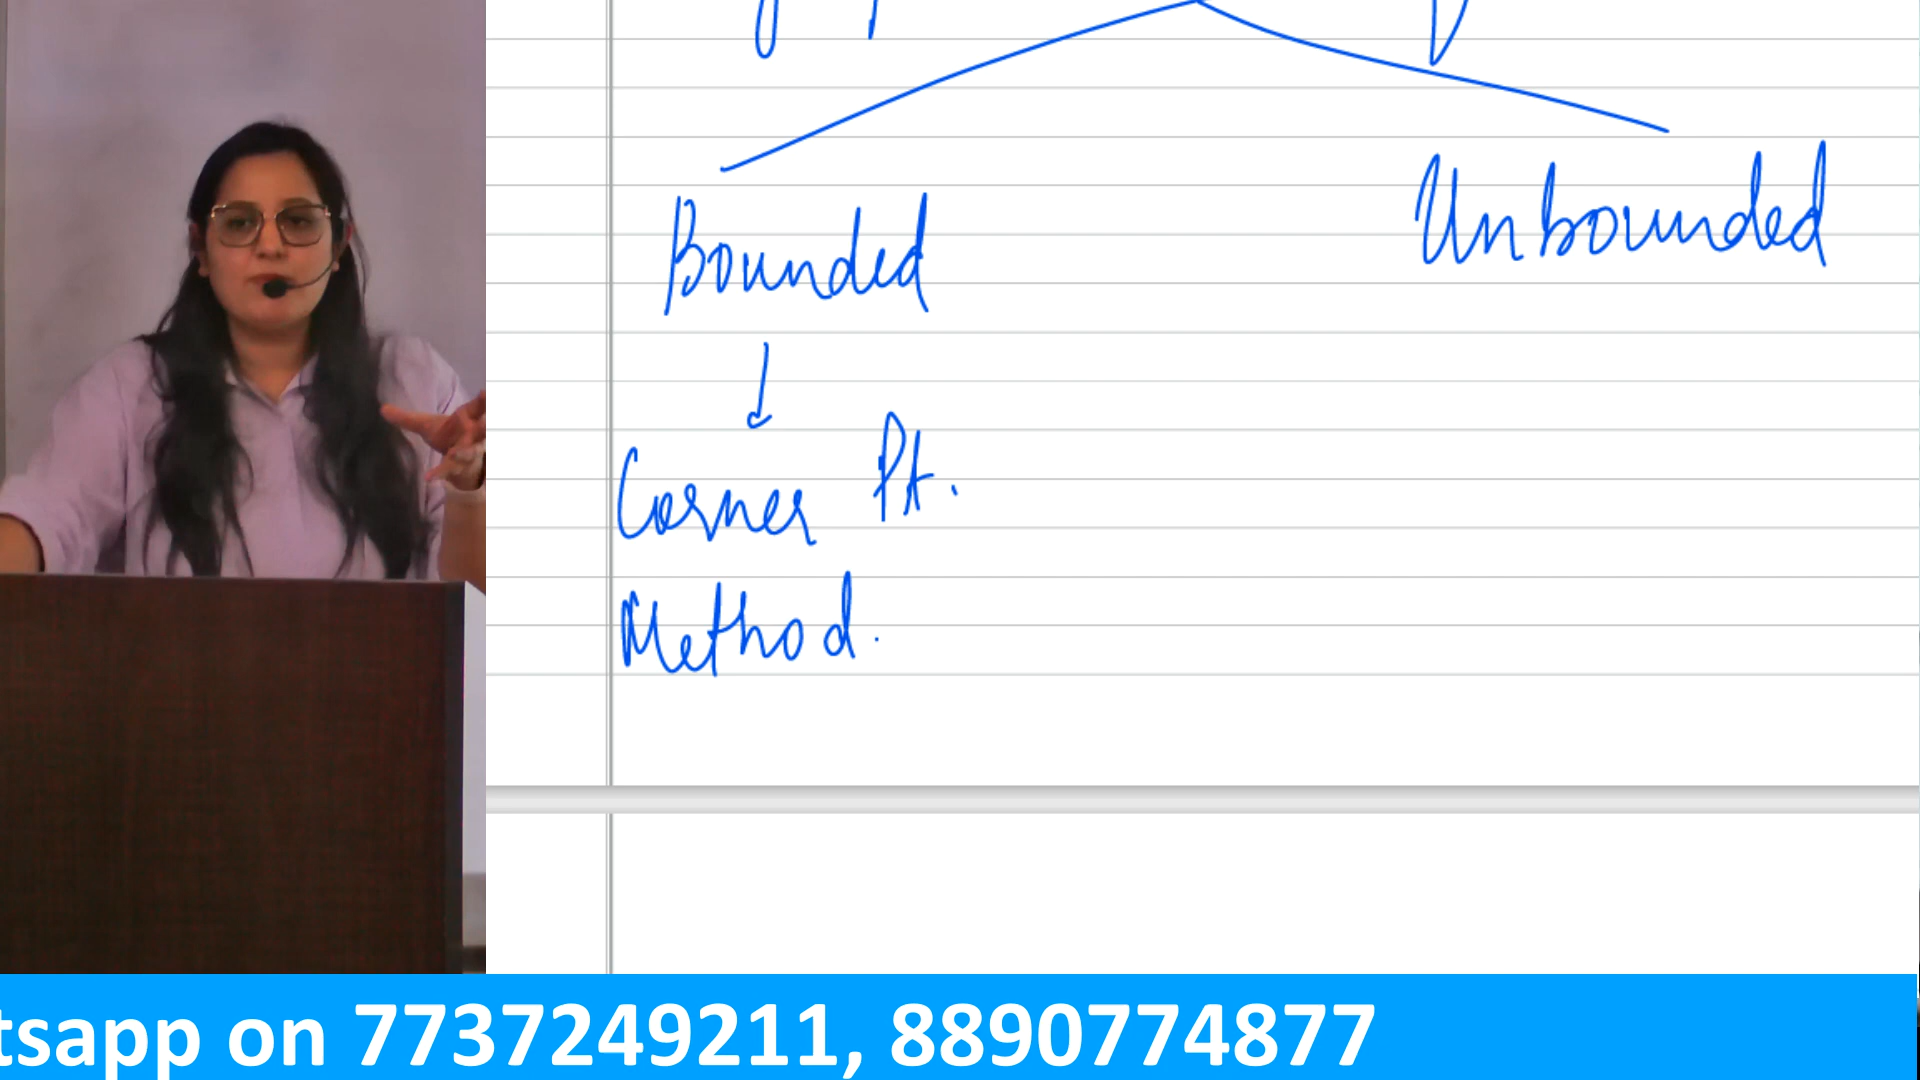 Bounded
Unbounded
↓
Corner Pt.
Method.
tsapp on 7737249211, 8890774877